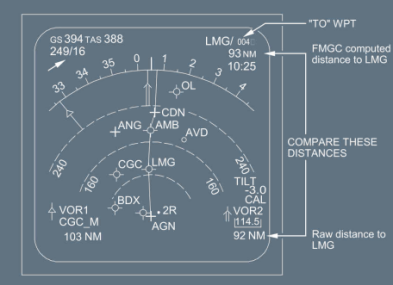 GS 394 TAS 388
249/16
LMG/ 004
93 NM
10:25
"TO" WPT
FMGC computed
distance to LMG
33
34
35
0
1
2
3
4
OL
CDN
ANG
AMB
AVD
240
240
CGC
LMG
160
160
TILT
-3.0
CAL
BDX
2R
AGN
VOR1
CGC_M
103 NM
VOR2
114.5
92 NM
COMPARE THESE
DISTANCES
Raw distance to
LMG